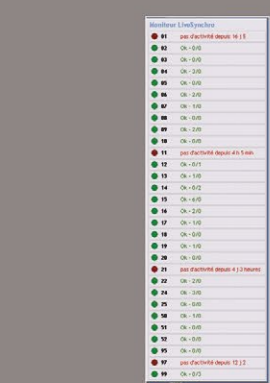 Moniteur LiveSynchro
01 pas d'activité depuis 16 j 5
02 Ok - 0/0
03 Ok - 0/0
04 Ok - 3/0
05 Ok - 0/0
06 Ok - 2/0
07 Ok - 1/0
08 Ok - 0/0
09 Ok - 2/0
10 Ok - 0/0
11 pas d'activité depuis 4 h 5 min
12 Ok - 0/1
13 Ok - 1/0
14 Ok - 0/2
15 Ok - 6/0
16 Ok - 2/0
17 Ok - 1/0
18 Ok - 0/0
19 Ok - 1/0
20 Ok - 0/0
21 pas d'activité depuis 4 j 3 heures
22 Ok - 2/0
24 Ok - 3/0
25 Ok - 0/0
50 Ok - 1/0
51 Ok - 0/0
52 Ok - 0/0
95 Ok - 0/0
97 pas d'activité depuis 12 j 2
99 Ok - 0/3